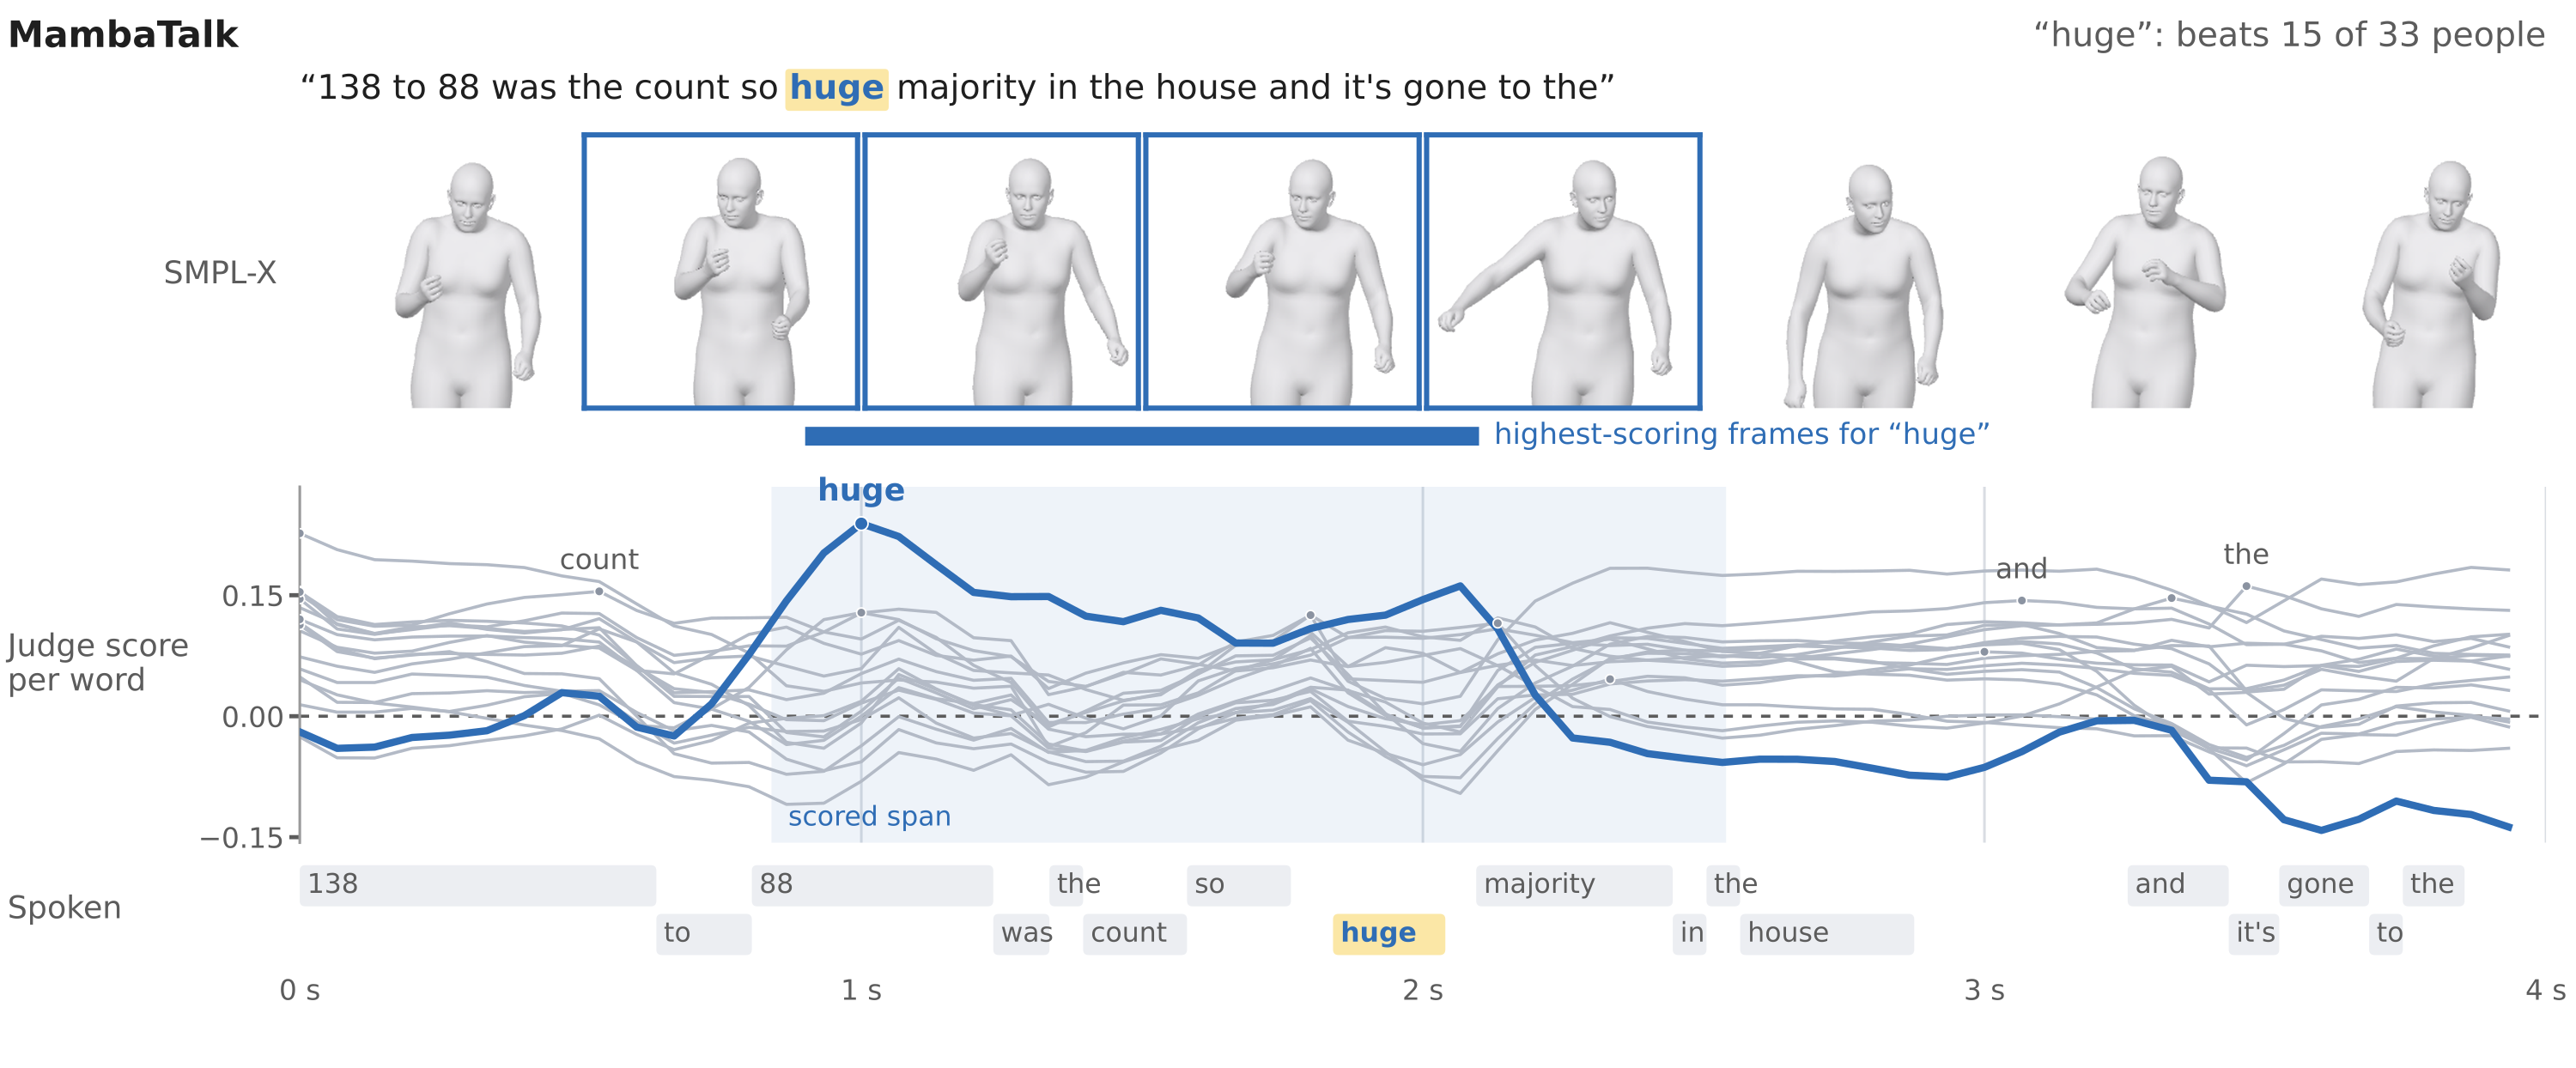 MambaTalk
“huge”: beats 15 of 33 people
“138 to 88 was the count so huge majority in the house and it's gone to the”
SMPL-X
highest-scoring frames for “huge”
huge
count
and
the
0.15
Judge score
per word
0.00
scored span
−0.15
138
88
the
so
majority
the
and
gone
the
Spoken
to
was
count
huge
in
house
it's
to
0 s
1 s
2 s
3 s
4 s